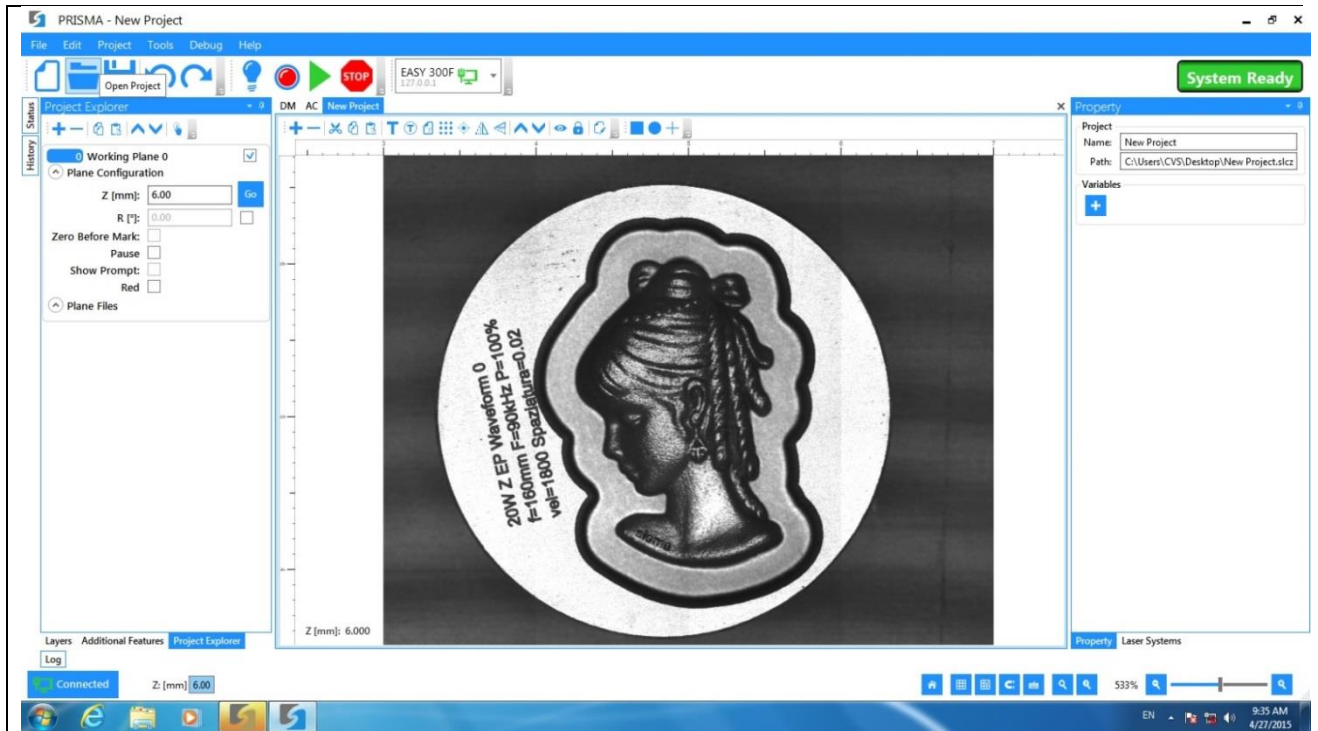 PRISMA - New Project
File Edit Project Tools Debug Help
Open Project
STOP
EASY 300F
127.0.0.1
System Ready
Status
History
Project Explorer
0 Working Plane 0
Plane Configuration
Z [mm]: 6.00 Go
R [°]: 0.00
Zero Before Mark:
Pause
Show Prompt:
Red
Plane Files
Layers Additional Features Project Explorer
DM AC New Project
20W Z EP Waveform 0
f=160mm F=90kHz P=100%
vel=1800 Spaziatura=0.02
sisma
Z [mm]: 6.000
Property
Project
Name: New Project
Path: C:\Users\CVS\Desktop\New Project.slcz
Variables
Property Laser Systems
Log
Connected Z: [mm] 6.00
533%
EN 9:35 AM
4/27/2015